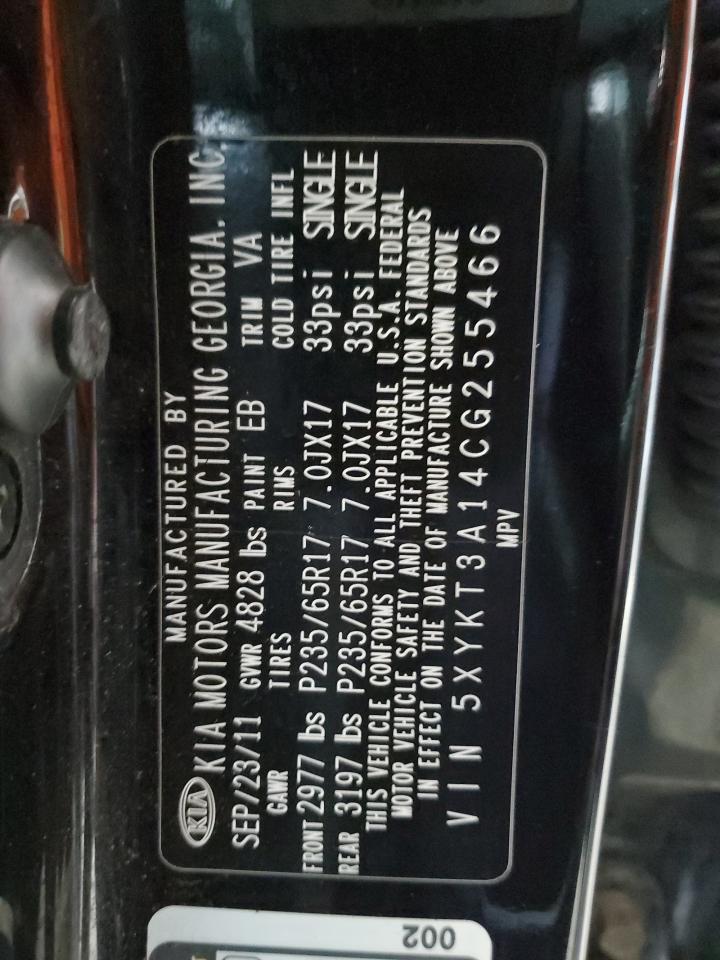 MANUFACTURED BY
KIA KIA MOTORS MANUFACTURING GEORGIA, INC
SEP/23/11 GVWR 4828 lbs PAINT EB TRIM VA
GAWR TIRES RIMS COLD TIRE INFL
FRONT 2977 lbs P235/65R17 7.0JX17 33psi SINGLE
REAR 3197 lbs P235/65R17 7.0JX17 33psi SINGLE
THIS VEHICLE CONFORMS TO ALL APPLICABLE U.S.A. FEDERAL
MOTOR VEHICLE SAFETY AND THEFT PREVENTION STANDARDS
IN EFFECT ON THE DATE OF MANUFACTURE SHOWN ABOVE
VIN 5XYKT3A14CG255466
MPV
002